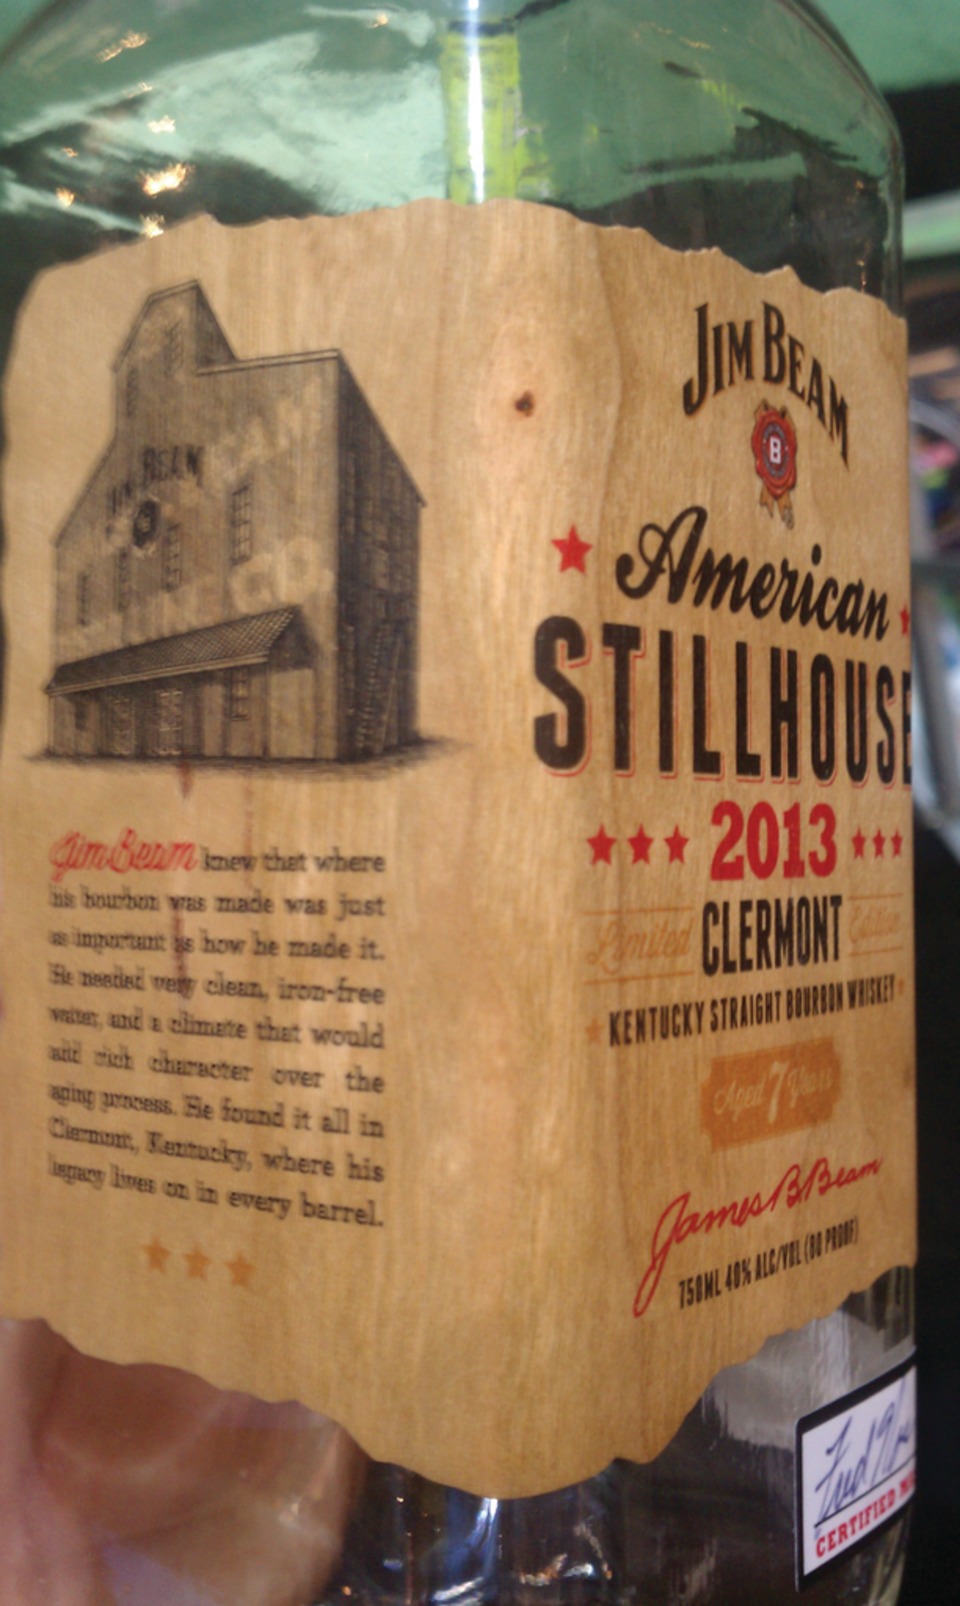 JIM BEAM
Jim Beam knew that where
his bourbon was made was just
as important as how he made it.
He needed very clean, iron-free
water, and a climate that would
add rich character over the
aging process. He found it all in
Clermont, Kentucky, where his
legacy lives on in every barrel.
JIM BEAM
B
American
STILLHOUSE
2013
Limited CLERMONT Edition
KENTUCKY STRAIGHT BOURBON WHISKEY
Aged 7 Years
James B. Beam
750ML 40% ALC/VOL (80 PROOF)
Fred
CERTIFIED